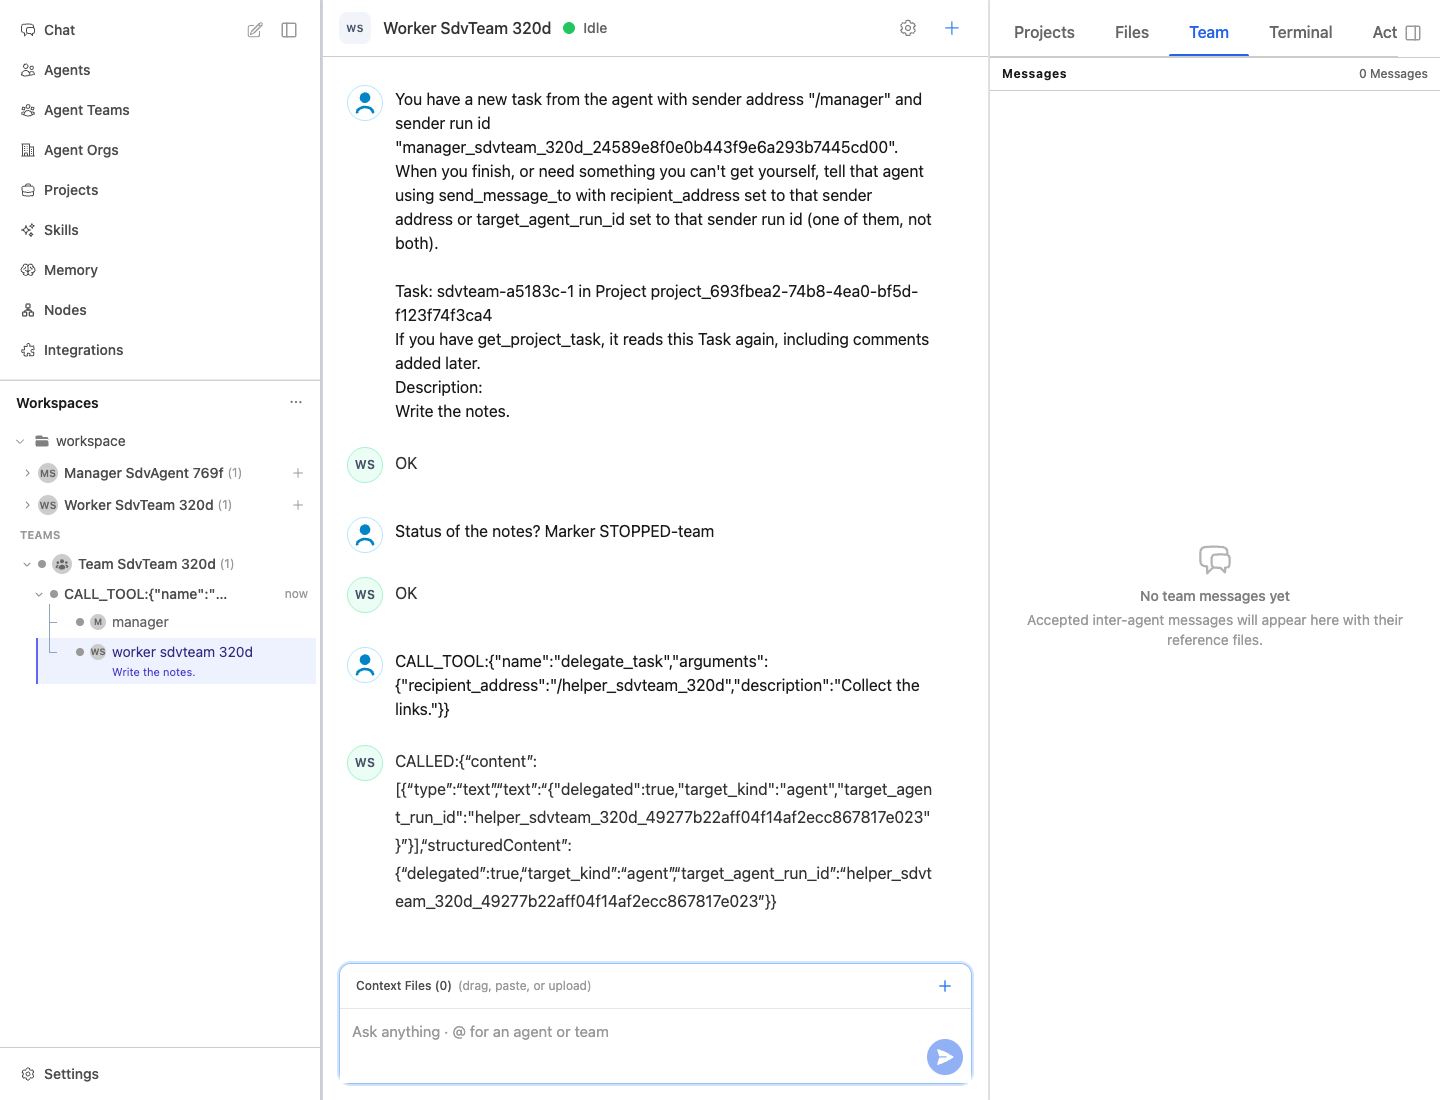 Chat
Agents
Agent Teams
Agent Orgs
Projects
Skills
Memory
Nodes
Integrations
Workspaces
workspace
MS Manager SdvAgent 769f (1)
WS Worker SdvTeam 320d (1)
TEAMS
Team SdvTeam 320d (1)
CALL_TOOL:{"name":"... now
M manager
WS worker sdvteam 320d
Write the notes.
Settings
WS Worker SdvTeam 320d Idle
You have a new task from the agent with sender address "/manager" and
sender run id
"manager_sdvteam_320d_24589e8f0e0b443f9e6a293b7445cd00".
When you finish, or need something you can't get yourself, tell that agent
using send_message_to with recipient_address set to that sender
address or target_agent_run_id set to that sender run id (one of them, not
both).
Task: sdvteam-a5183c-1 in Project project_693fbea2-74b8-4ea0-bf5d-
f123f74f3ca4
If you have get_project_task, it reads this Task again, including comments
added later.
Description:
Write the notes.
WS OK
Status of the notes? Marker STOPPED-team
WS OK
CALL_TOOL:{"name":"delegate_task","arguments":
{"recipient_address":"/helper_sdvteam_320d","description":"Collect the
links."}}
WS CALLED:{“content”:
[{“type”:“text”,“text”:“{"delegated":true,"target_kind":"agent","target_agen
t_run_id":"helper_sdvteam_320d_49277b22aff04f14af2ecc867817e023"
}”}],“structuredContent”:
{“delegated”:true,“target_kind”:“agent”,“target_agent_run_id”:“helper_sdvt
eam_320d_49277b22aff04f14af2ecc867817e023”}}
Context Files (0) (drag, paste, or upload)
Ask anything · @ for an agent or team
Projects Files Team Terminal Act
Messages 0 Messages
No team messages yet
Accepted inter-agent messages will appear here with their
reference files.